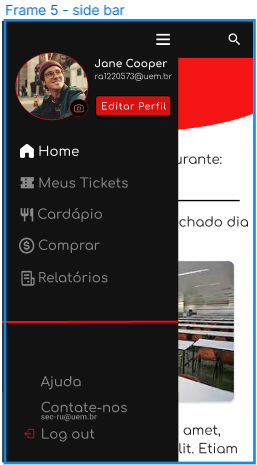 Frame 5 - side bar
Jane Cooper
ra1220573@uem.br
Editar Perfil
urante:
Home
Meus Tickets
Cardápio
chado dia
Comprar
Relatórios
Ajuda
Contate-nos
sec-ru@uem.br
Log out
amet,
lit. Etiam